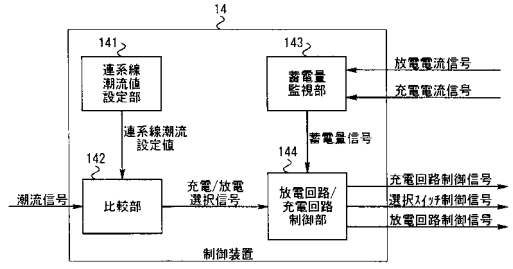 14
141
連系線
潮流値
設定部
143
蓄電量
監視部
放電電流信号
充電電流信号
連系線潮流
設定値
蓄電量信号
142
比較部
潮流信号
充電/放電
選択信号
144
放電回路/
充電回路
制御部
充電回路制御信号
選択スイッチ制御信号
放電回路制御信号
制御装置